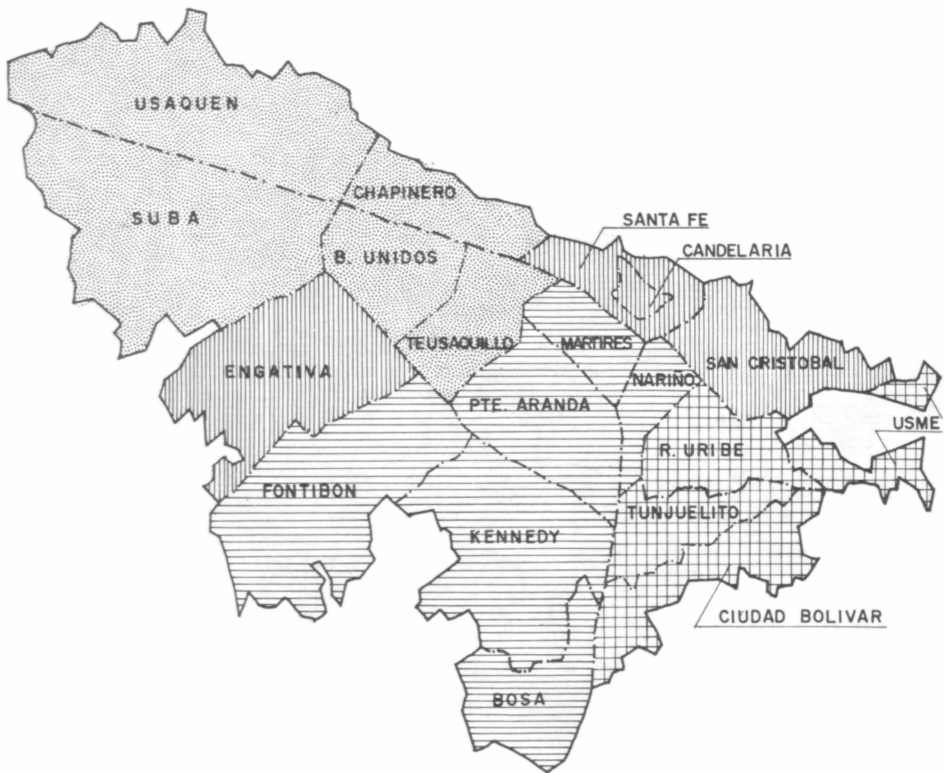 USAQUEN
CHAPINERO
SUBA
SANTA FE
B. UNIDOS
CANDELARIA
TEUSAQUILLO
MARTIRES
SAN CRISTOBAL
ENGATIVA
NARIÑO
PTE. ARANDA
USME
R. URIBE
FONTIBON
TUNJUELITO
KENNEDY
CIUDAD BOLIVAR
BOSA